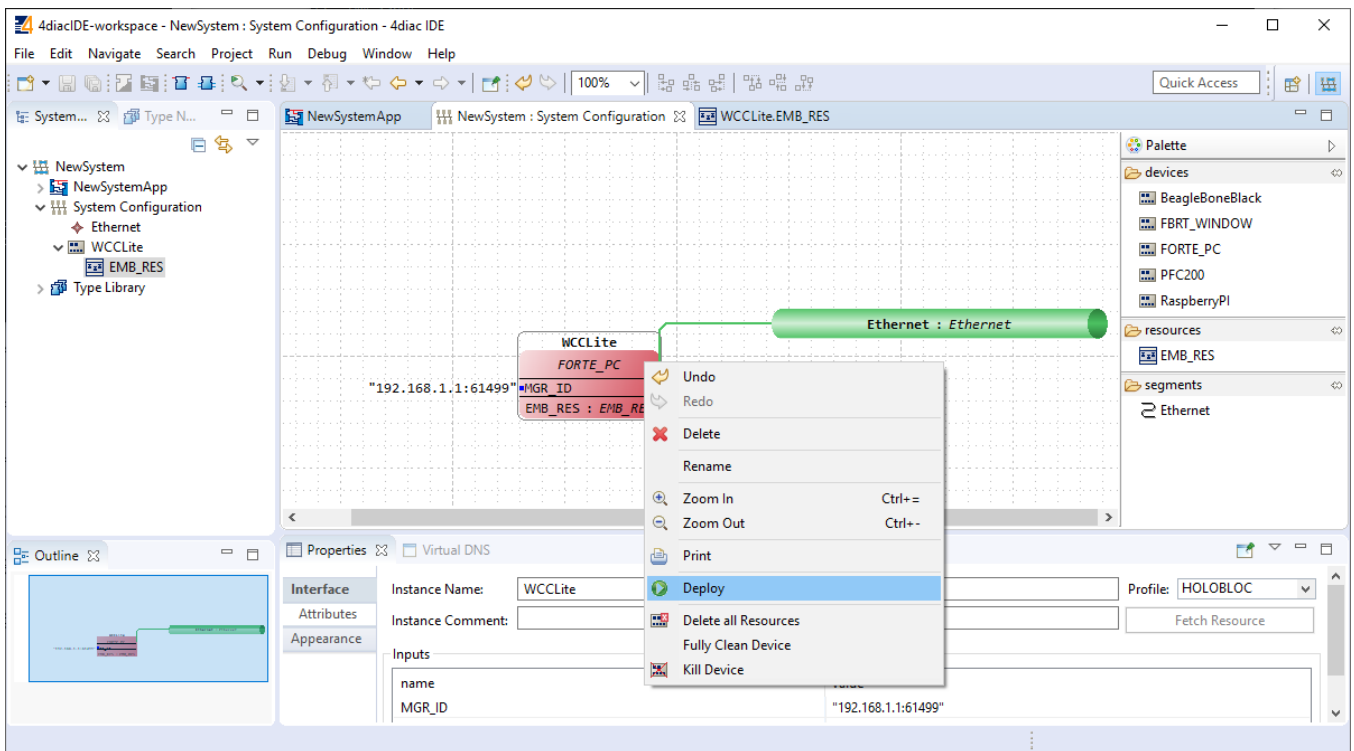 4diacIDE-workspace - NewSystem : System Configuration - 4diac IDE
File Edit Navigate Search Project Run Debug Window Help
100%
Quick Access
System...
Type N...
NewSystemApp
NewSystem : System Configuration
WCCLite.EMB_RES
NewSystem
NewSystemApp
System Configuration
Ethernet
WCCLite
EMB_RES
Type Library
Ethernet : Ethernet
WCCLite
FORTE_PC
"192.168.1.1:61499"
MGR_ID
EMB_RES : EMB_RE
Palette
devices
BeagleBoneBlack
FBRT_WINDOW
FORTE_PC
PFC200
RaspberryPI
resources
EMB_RES
segments
Ethernet
Undo
Redo
Delete
Rename
Zoom In Ctrl+=
Zoom Out Ctrl+-
Print
Deploy
Delete all Resources
Fully Clean Device
Kill Device
Outline
Properties
Virtual DNS
Interface
Attributes
Appearance
Instance Name: WCCLite
Profile: HOLOBLOC
Instance Comment:
Fetch Resource
Inputs
name
MGR_ID "192.168.1.1:61499"